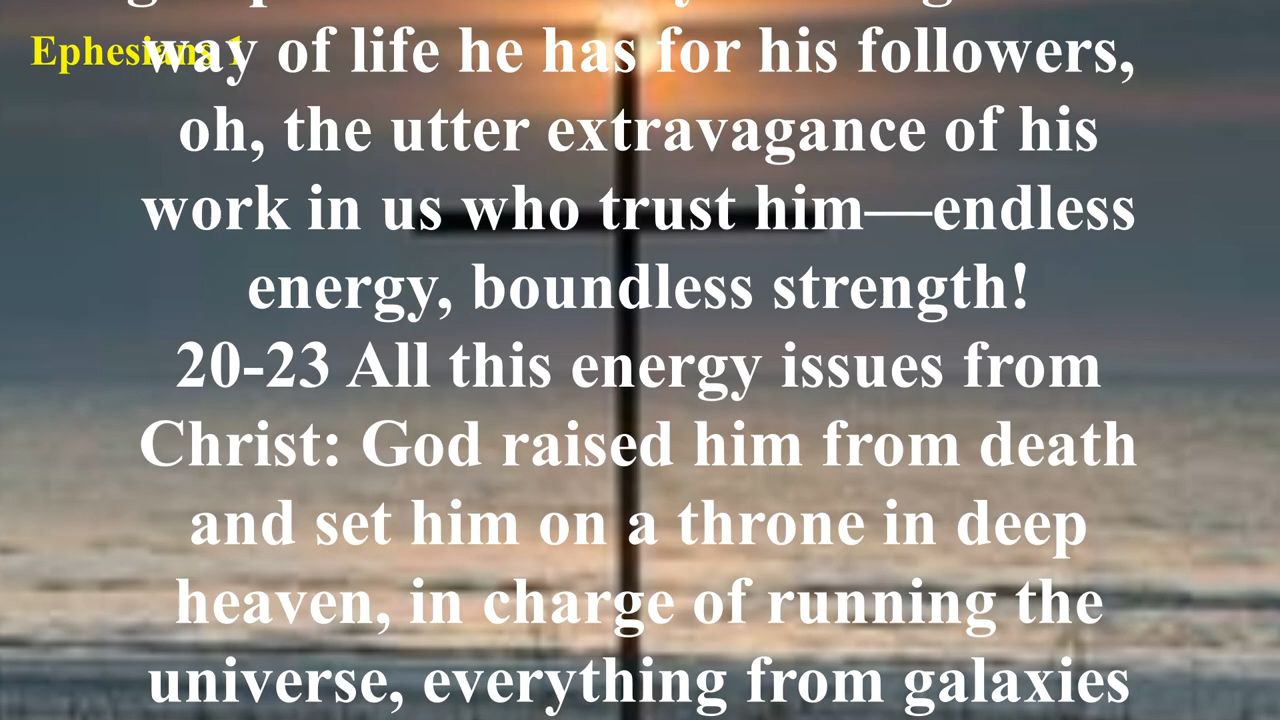 Ephesians 1
way of life he has for his followers,
oh, the utter extravagance of his
work in us who trust him—endless
energy, boundless strength!
20-23 All this energy issues from
Christ: God raised him from death
and set him on a throne in deep
heaven, in charge of running the
universe, everything from galaxies